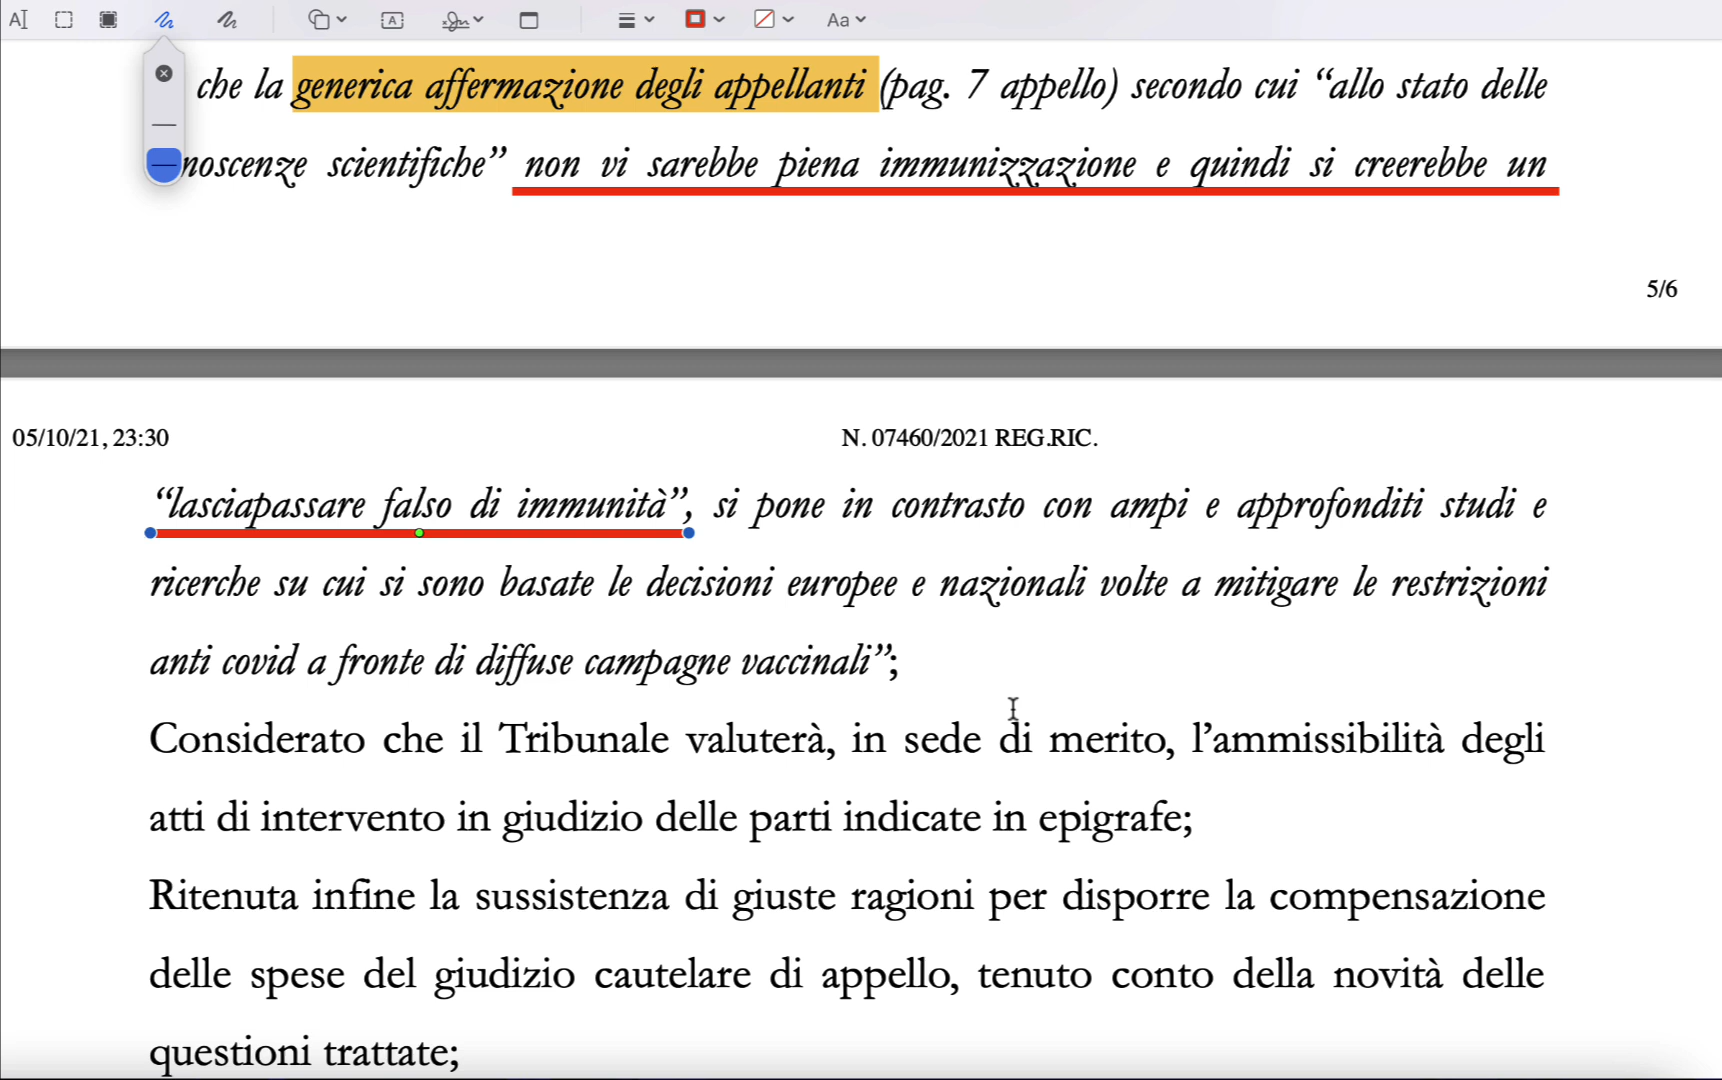 che la generica affermazione degli appellanti (pag. 7 appello) secondo cui “allo stato delle
noscenze scientifiche” non vi sarebbe piena immunizzazione e quindi si creerebbe un
5/6
05/10/21, 23:30 N. 07460/2021 REG.RIC.
“lasciapassare falso di immunità”, si pone in contrasto con ampi e approfonditi studi e
ricerche su cui si sono basate le decisioni europee e nazionali volte a mitigare le restrizioni
anti covid a fronte di diffuse campagne vaccinali”;
Considerato che il Tribunale valuterà, in sede di merito, l’ammissibilità degli
atti di intervento in giudizio delle parti indicate in epigrafe;
Ritenuta infine la sussistenza di giuste ragioni per disporre la compensazione
delle spese del giudizio cautelare di appello, tenuto conto della novità delle
questioni trattate;